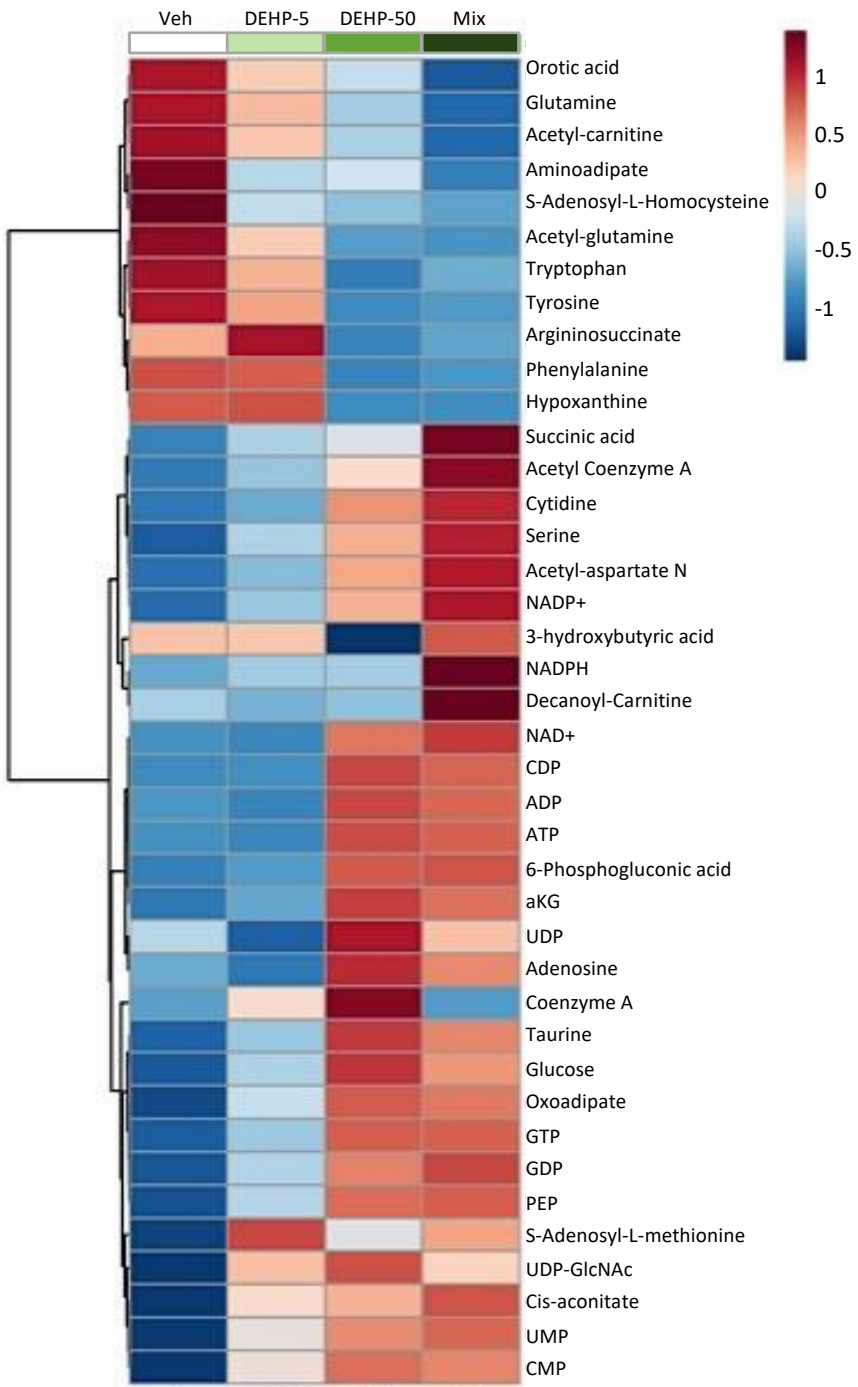 Veh DEHP-5 DEHP-50 Mix
Orotic acid
Glutamine
Acetyl-carnitine
Aminoadipate
S-Adenosyl-L-Homocysteine
Acetyl-glutamine
Tryptophan
Tyrosine
Argininosuccinate
Phenylalanine
Hypoxanthine
Succinic acid
Acetyl Coenzyme A
Cytidine
Serine
Acetyl-aspartate N
NADP+
3-hydroxybutyric acid
NADPH
Decanoyl-Carnitine
NAD+
CDP
ADP
ATP
6-Phosphogluconic acid
aKG
UDP
Adenosine
Coenzyme A
Taurine
Glucose
Oxoadipate
GTP
GDP
PEP
S-Adenosyl-L-methionine
UDP-GlcNAc
Cis-aconitate
UMP
CMP
1
0.5
0
-0.5
-1